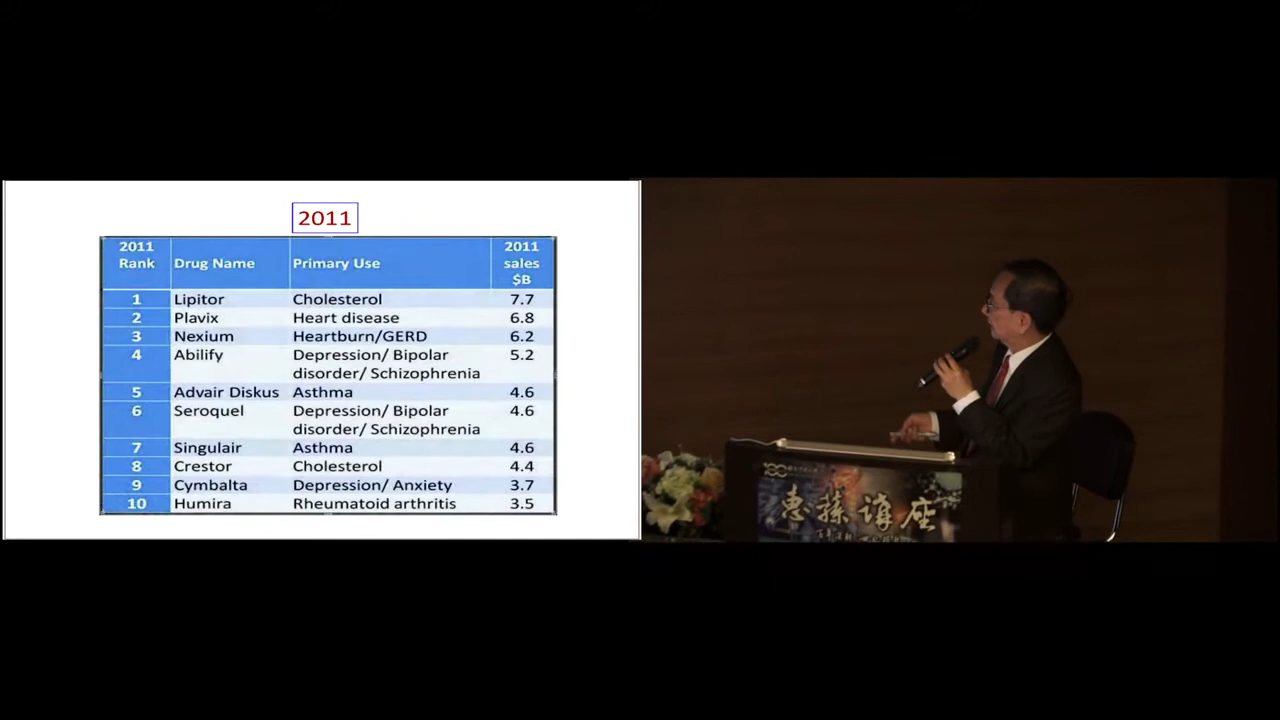 2011
2011 Rank Drug Name Primary Use 2011 sales $B
1 Lipitor Cholesterol 7.7
2 Plavix Heart disease 6.8
3 Nexium Heartburn/GERD 6.2
4 Abilify Depression/ Bipolar disorder/ Schizophrenia 5.2
5 Advair Diskus Asthma 4.6
6 Seroquel Depression/ Bipolar disorder/ Schizophrenia 4.6
7 Singulair Asthma 4.6
8 Crestor Cholesterol 4.4
9 Cymbalta Depression/ Anxiety 3.7
10 Humira Rheumatoid arthritis 3.5
100
惠蓀講座